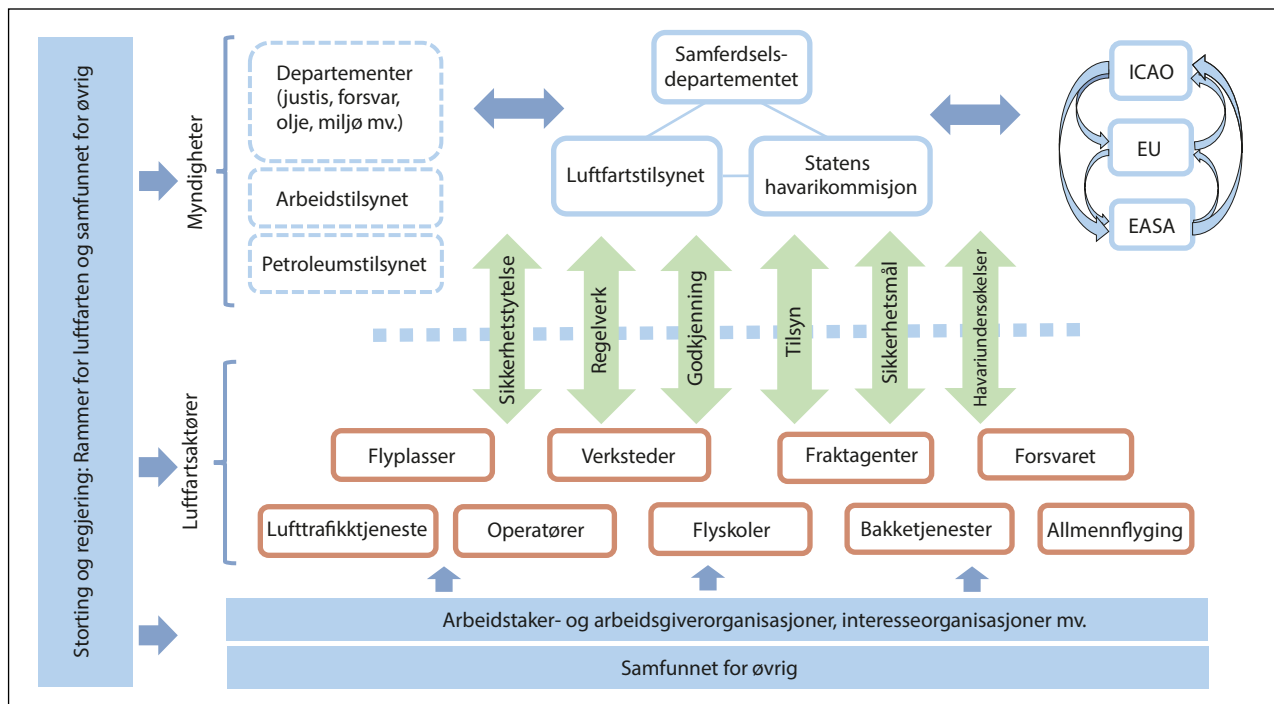 Storting og regjering: Rammer for luftfarten og samfunnet for øvrig
Myndigheter
Departementer
(justis, forsvar,
olje, miljø mv.)
Arbeidstilsynet
Petroleumstilsynet
Samferdsels-
departementet
Luftfartstilsynet
Statens
havarikommisjon
ICAO
EU
EASA
Sikkerhetstytelse
Regelverk
Godkjenning
Tilsyn
Sikkerhetsmål
Havariundersøkelser
Luftfartsaktører
Flyplasser
Verksteder
Fraktagenter
Forsvaret
Lufttrafikktjeneste
Operatører
Flyskoler
Bakketjenester
Allmennflyging
Arbeidstaker- og arbeidsgiverorganisasjoner, interesseorganisasjoner mv.
Samfunnet for øvrig